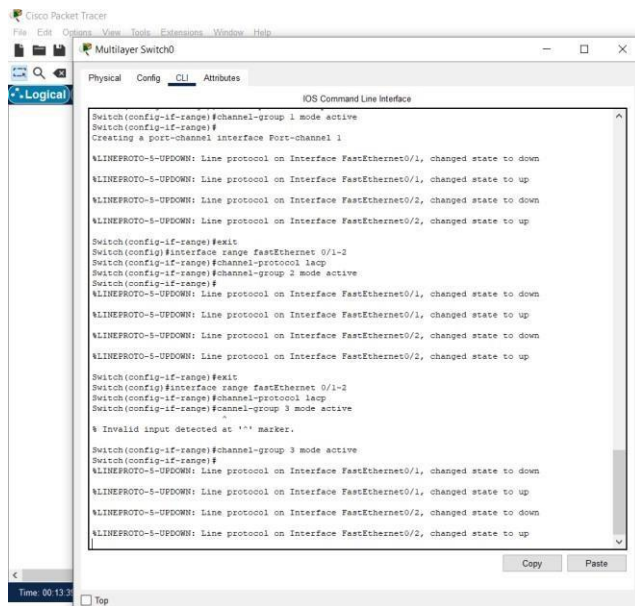 Cisco Packet Tracer
File Edit Options View Tools Extensions Window Help
Multilayer Switch0
Logical
Physical Config CLI Attributes
IOS Command Line Interface
Switch(config-if-range)#channel-group 1 mode active
Switch(config-if-range)#
Creating a port-channel interface Port-channel 1
%LINEPROTO-5-UPDOWN: Line protocol on Interface FastEthernet0/1, changed state to down
%LINEPROTO-5-UPDOWN: Line protocol on Interface FastEthernet0/1, changed state to up
%LINEPROTO-5-UPDOWN: Line protocol on Interface FastEthernet0/2, changed state to down
%LINEPROTO-5-UPDOWN: Line protocol on Interface FastEthernet0/2, changed state to up
Switch(config-if-range)#exit
Switch(config)#interface range fastEthernet 0/1-2
Switch(config-if-range)#channel-protocol lacp
Switch(config-if-range)#channel-group 2 mode active
Switch(config-if-range)#
%LINEPROTO-5-UPDOWN: Line protocol on Interface FastEthernet0/1, changed state to down
%LINEPROTO-5-UPDOWN: Line protocol on Interface FastEthernet0/1, changed state to up
%LINEPROTO-5-UPDOWN: Line protocol on Interface FastEthernet0/2, changed state to down
%LINEPROTO-5-UPDOWN: Line protocol on Interface FastEthernet0/2, changed state to up
Switch(config-if-range)#exit
Switch(config)#interface range fastEthernet 0/1-2
Switch(config-if-range)#channel-protocol lacp
Switch(config-if-range)#cannel-group 3 mode active
^
% Invalid input detected at '^' marker.
Switch(config-if-range)#channel-group 3 mode active
Switch(config-if-range)#
%LINEPROTO-5-UPDOWN: Line protocol on Interface FastEthernet0/1, changed state to down
%LINEPROTO-5-UPDOWN: Line protocol on Interface FastEthernet0/1, changed state to up
%LINEPROTO-5-UPDOWN: Line protocol on Interface FastEthernet0/2, changed state to down
%LINEPROTO-5-UPDOWN: Line protocol on Interface FastEthernet0/2, changed state to up
Copy Paste
Time: 00:13:3
Top